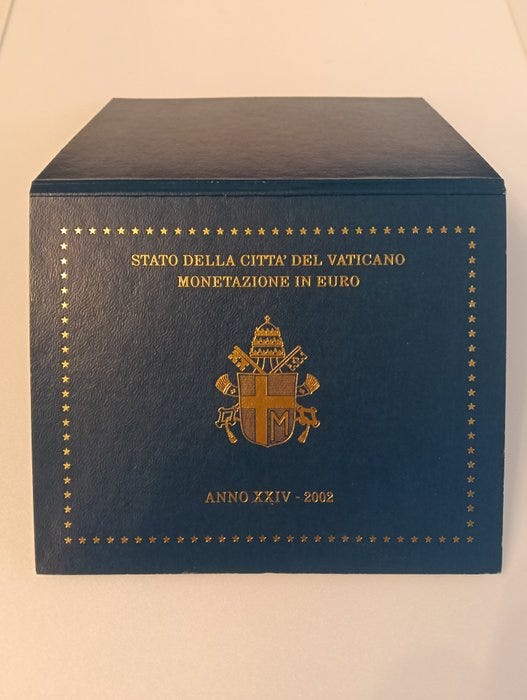 STATO DELLA CITTA' DEL VATICANO
MONETAZIONE IN EURO
M
ANNO XXIV - 2002